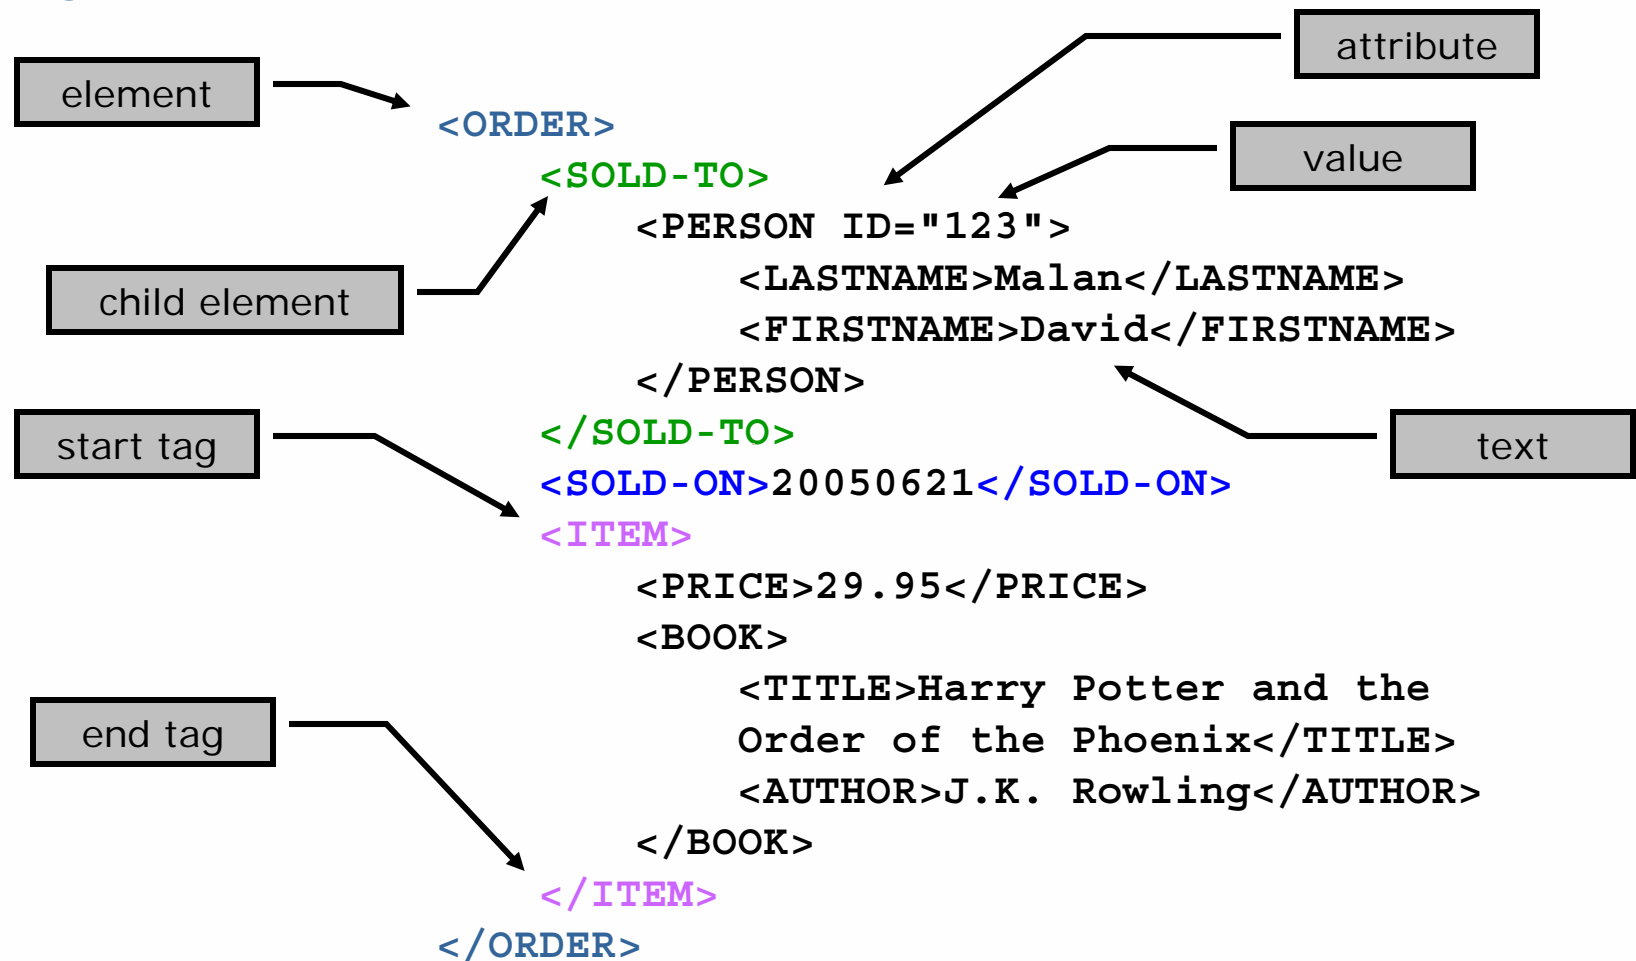 attribute
element
<ORDER>
value
<SOLD-TO>
<PERSON ID="123">
child element
<LASTNAME>Malan</LASTNAME>
<FIRSTNAME>David</FIRSTNAME>
</PERSON>
start tag
</SOLD-TO>
text
<SOLD-ON>20050621</SOLD-ON>
<ITEM>
<PRICE>29.95</PRICE>
<BOOK>
<TITLE>Harry Potter and the
end tag
Order of the Phoenix</TITLE>
<AUTHOR>J.K. Rowling</AUTHOR>
</BOOK>
</ITEM>
</ORDER>